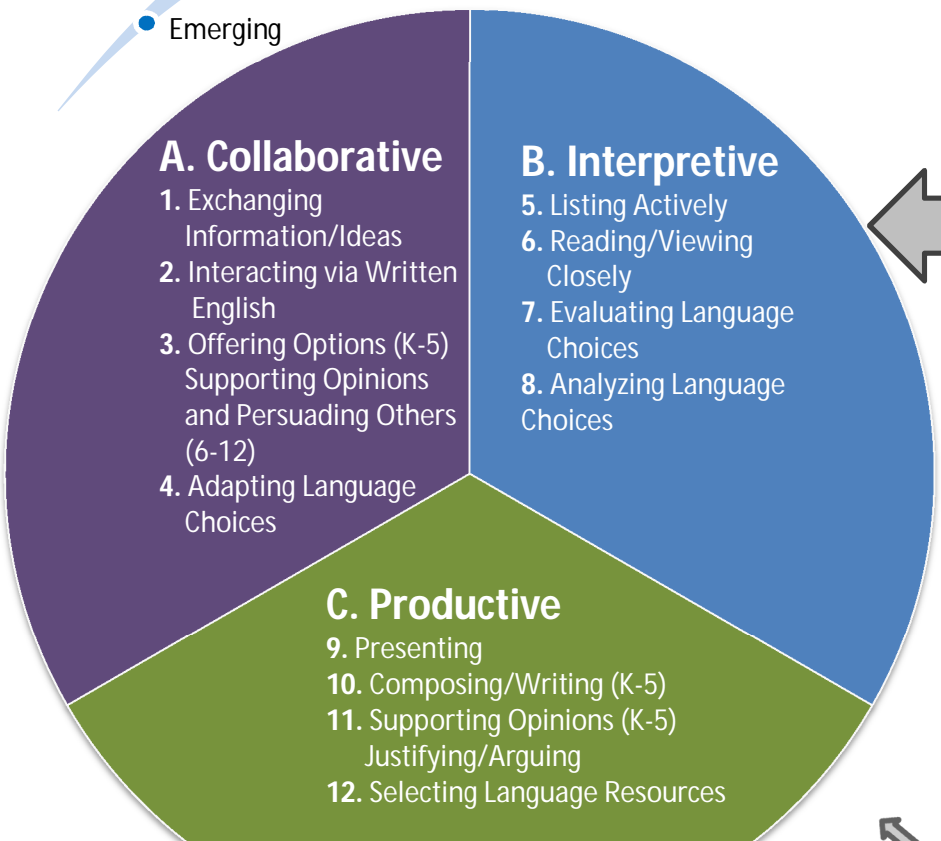 Emerging
A. Collaborative
1. Exchanging
Information/Ideas
2. Interacting via Written
English
3. Offering Options (K-5)
Supporting Opinions
and Persuading Others
(6-12)
4. Adapting Language
Choices
B. Interpretive
5. Listing Actively
6. Reading/Viewing
Closely
7. Evaluating Language
Choices
8. Analyzing Language
Choices
C. Productive
9. Presenting
10. Composing/Writing (K-5)
11. Supporting Opinions (K-5)
Justifying/Arguing
12. Selecting Language Resources